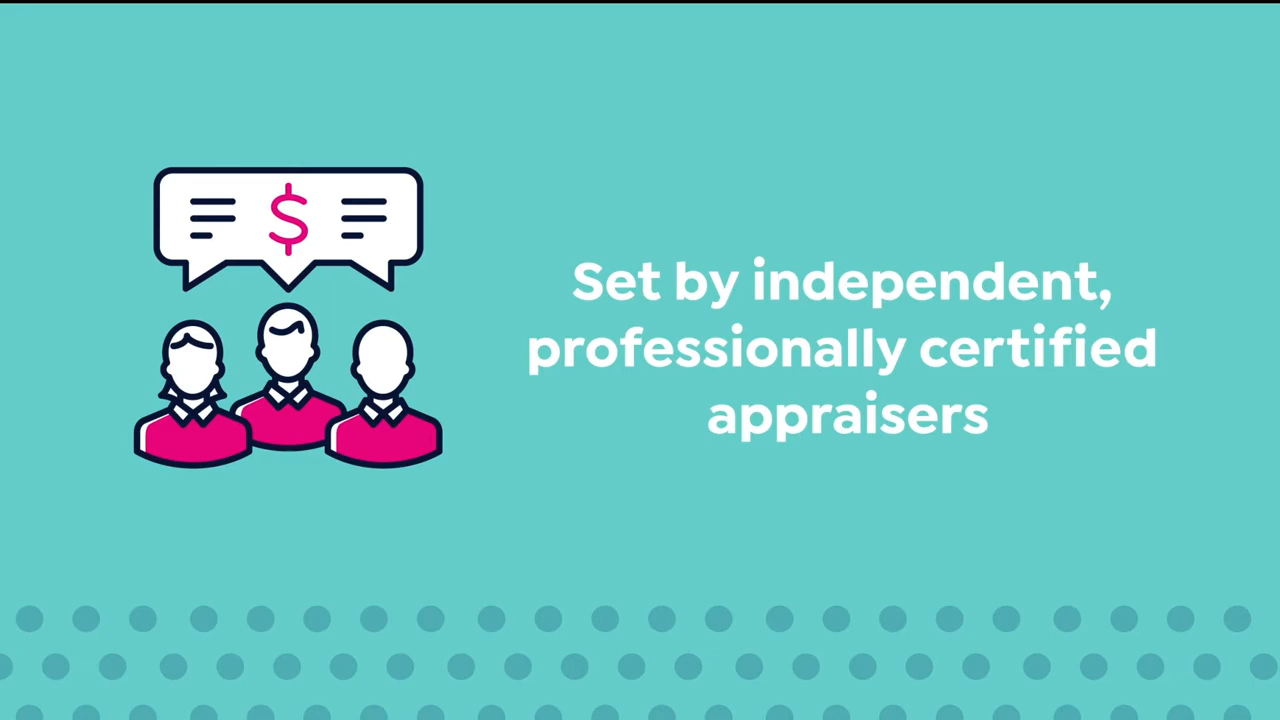 $
Set by independent,
professionally certified
appraisers